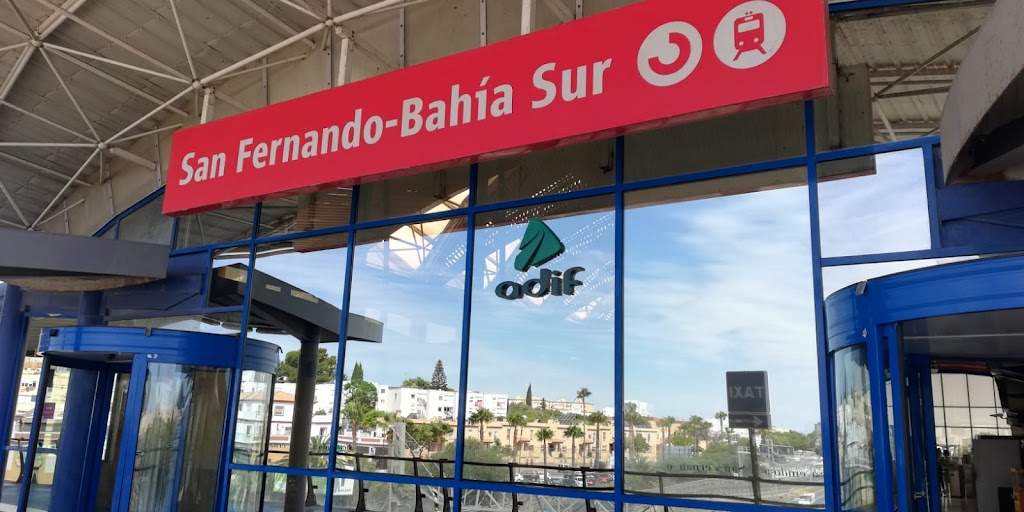 San Fernando-Bahía Sur
adif
TAXI